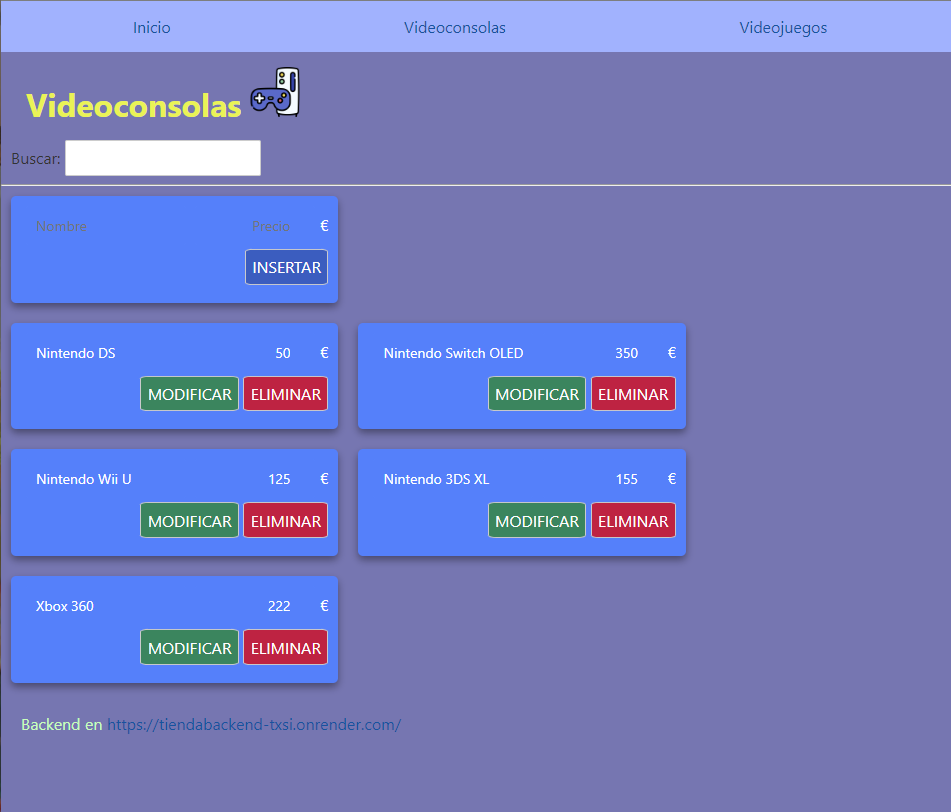 Inicio Videoconsolas Videojuegos
Videoconsolas
Buscar:
Nombre Precio €
INSERTAR
Nintendo DS 50 €
MODIFICAR ELIMINAR
Nintendo Switch OLED 350 €
MODIFICAR ELIMINAR
Nintendo Wii U 125 €
MODIFICAR ELIMINAR
Nintendo 3DS XL 155 €
MODIFICAR ELIMINAR
Xbox 360 222 €
MODIFICAR ELIMINAR
Backend en https://tiendabackend-txsi.onrender.com/